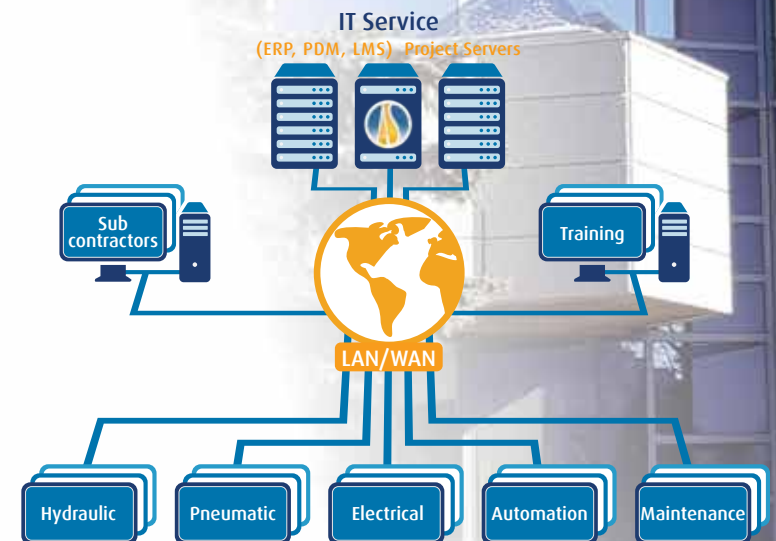 IT Service
(ERP, PDM, LMS) Project Servers
Sub
contractors
Training
LAN/WAN
Hydraulic
Pneumatic
Electrical
Automation
Maintenance